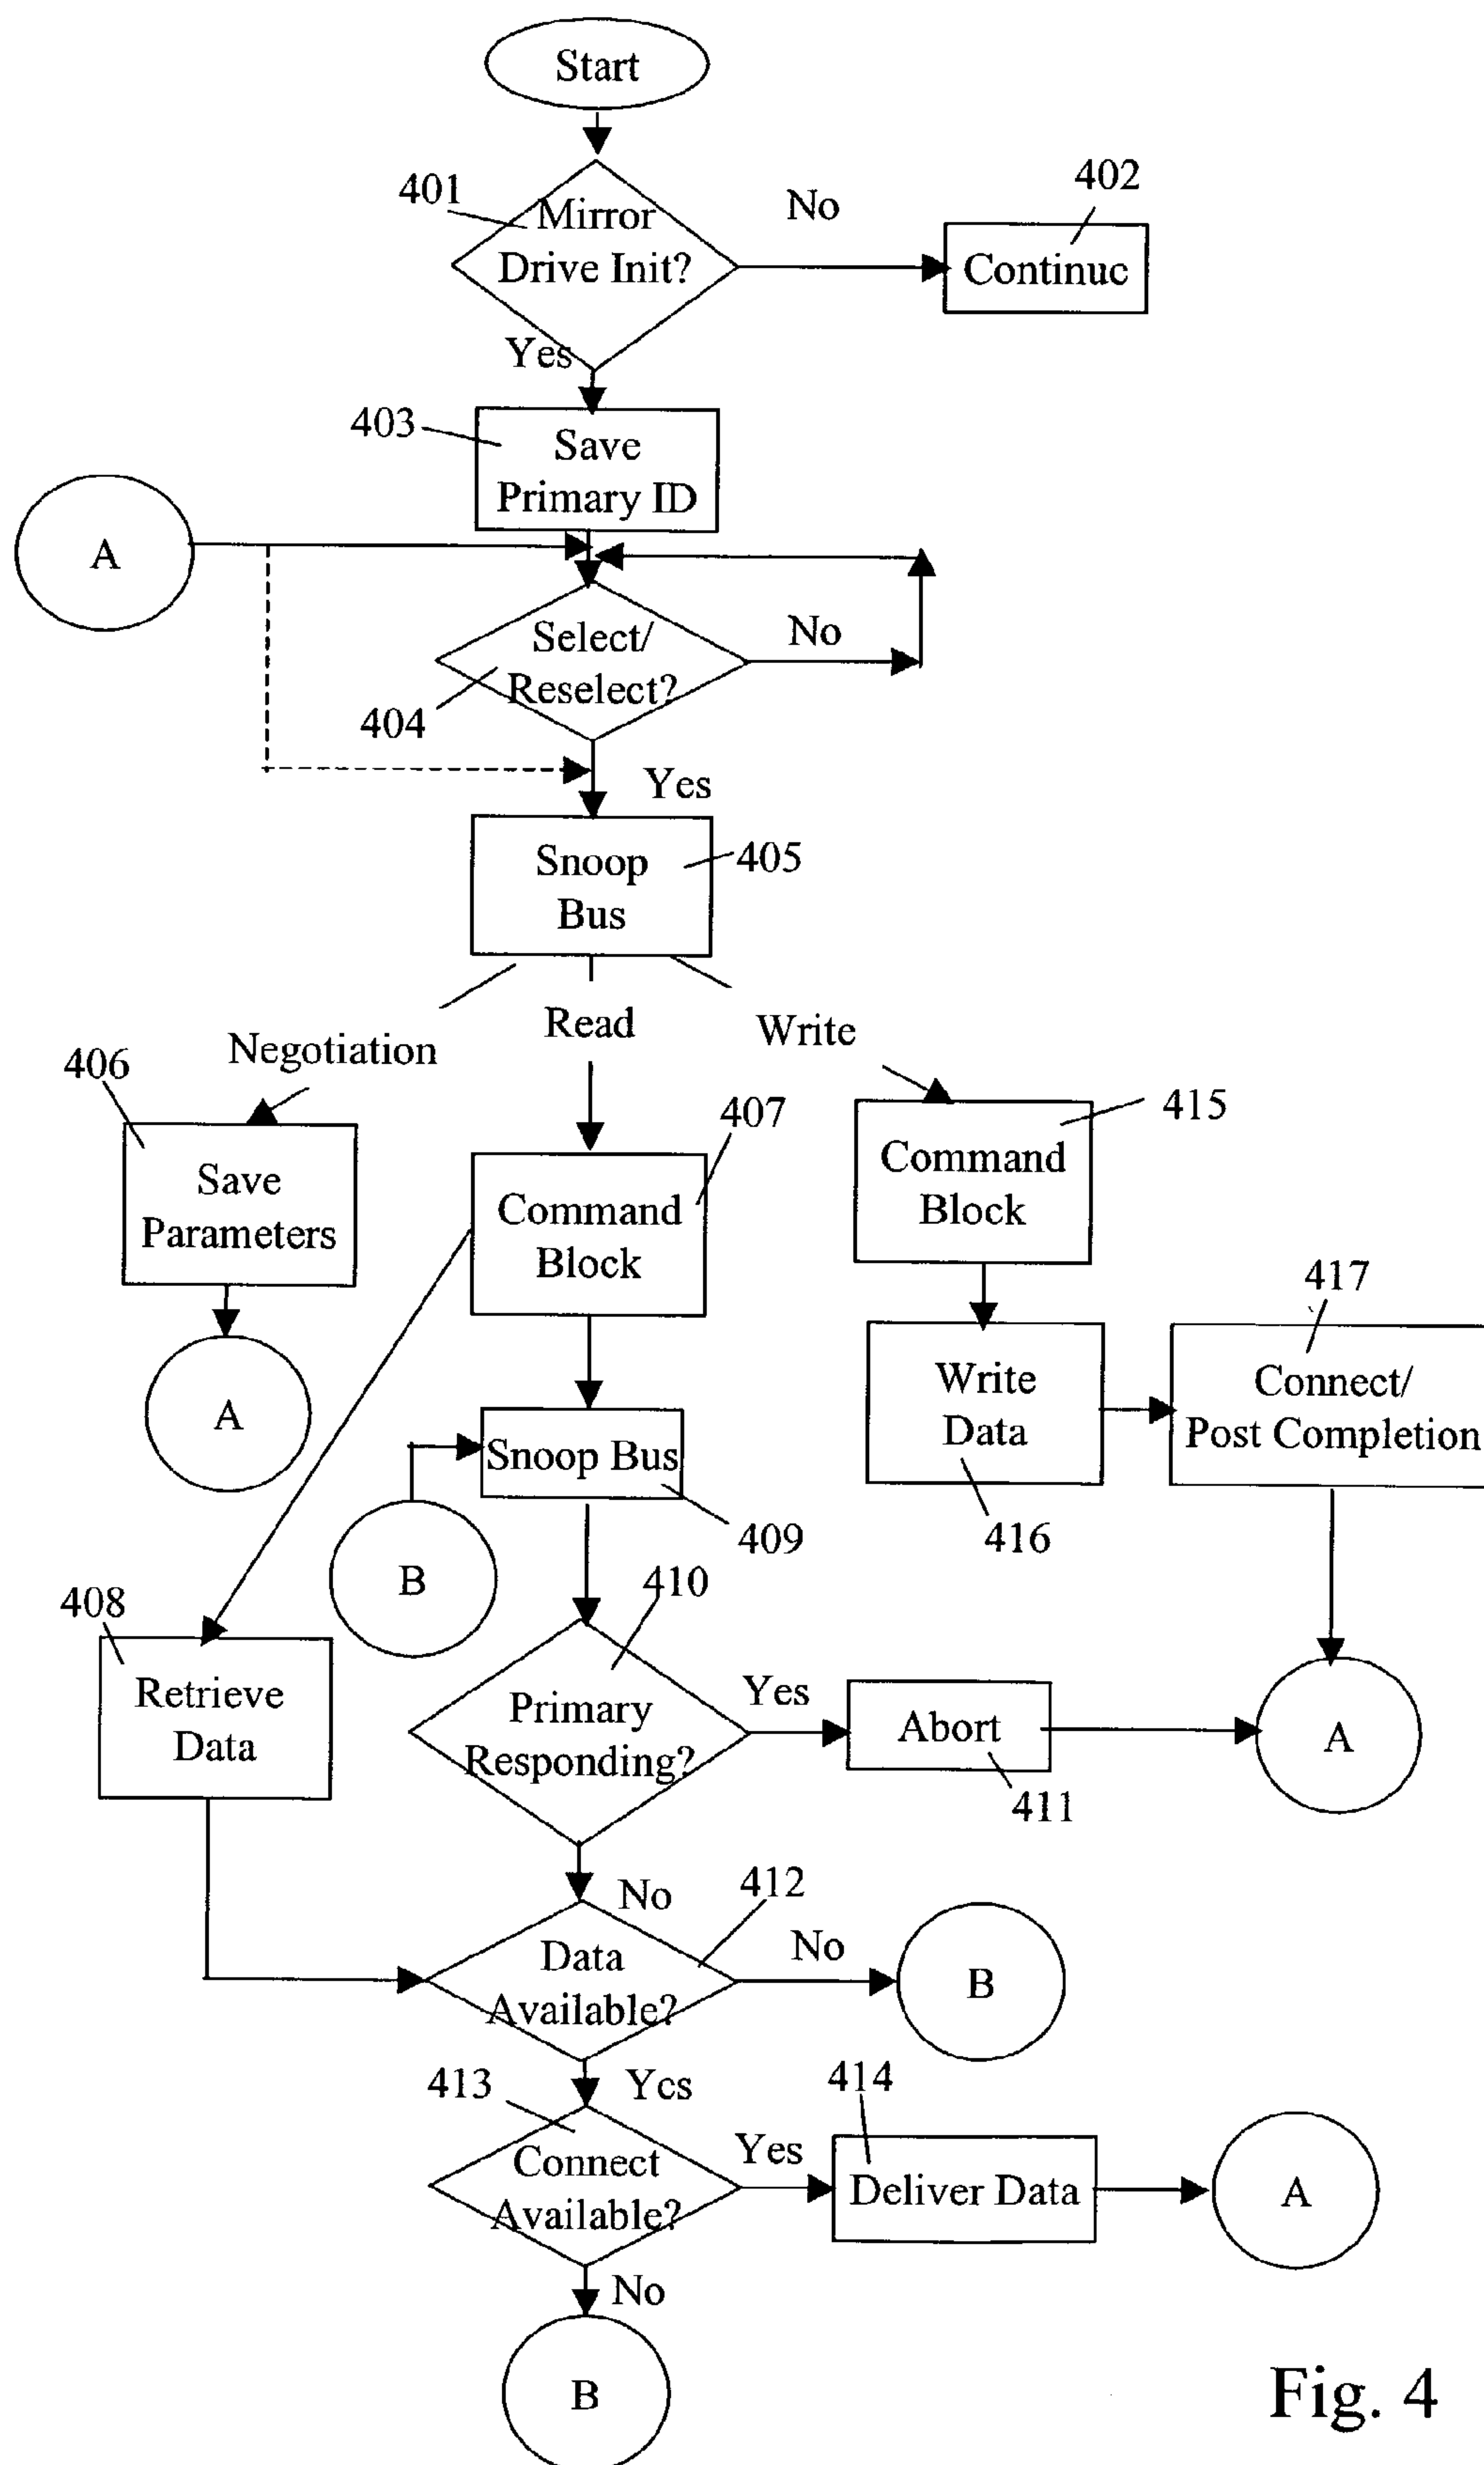 Start
401
Mirror
Drive Init?
No
402
Continue
Yes
403
Save
Primary ID
A
Select/
Reselect?
No
404
Yes
Snoop
Bus
405
Negotiation
Read
Write
406
Save
Parameters
407
Command
Block
415
Command
Block
A
417
Write
Data
Connect/
Post Completion
416
Snoop Bus
409
B
408
Retrieve
Data
410
Primary
Responding?
Yes
Abort
411
A
No
412
Data
Available?
No
B
413
Yes
414
Connect
Available?
Yes
Deliver Data
A
No
B
Fig. 4